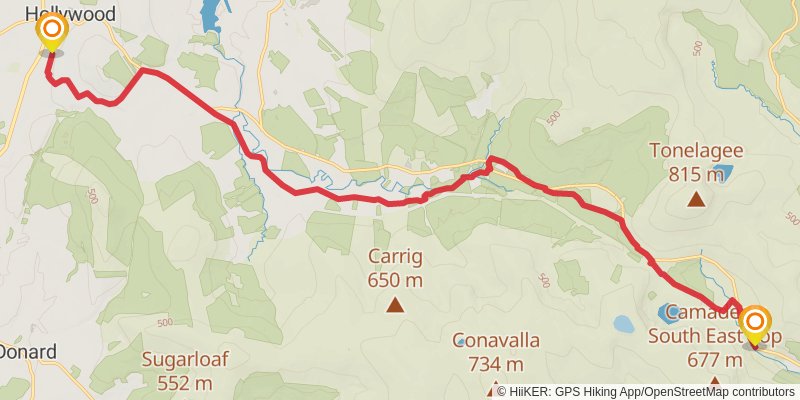 Hollywood
500
500
Tonelagee
815 m
500
500
Carrig
650 m
500
Camade
South East Top
677 m
Conavalla
734 m
Donard
Sugarloaf
552 m
© HiiKER: GPS Hiking App/OpenStreetMap contributors